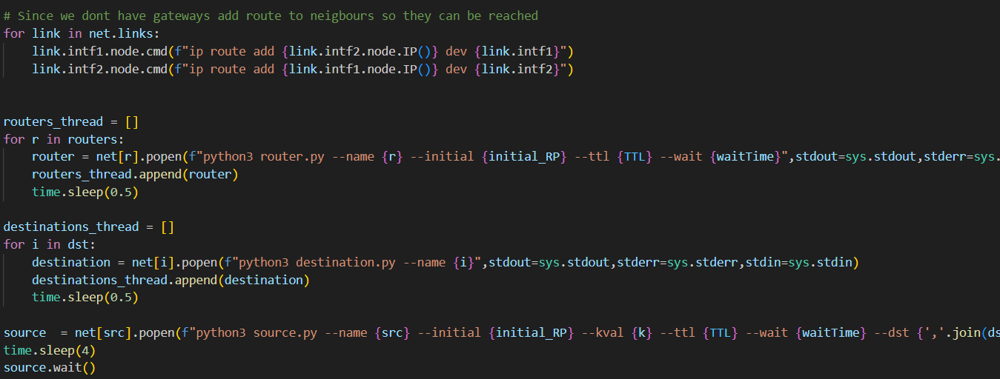 # Since we dont have gateways add route to neigbours so they can be reached
for link in net.links:
    link.intf1.node.cmd(f"ip route add {link.intf2.node.IP()} dev {link.intf1}")
    link.intf2.node.cmd(f"ip route add {link.intf1.node.IP()} dev {link.intf2}")
routers_thread = []
for r in routers:
    router = net[r].popen(f"python3 router.py --name {r} --initial {initial_RP} --ttl {TTL} --wait {waitTime}",stdout=sys.stdout,stderr=sys.
    routers_thread.append(router)
    time.sleep(0.5)
destinations_thread = []
for i in dst:
    destination = net[i].popen(f"python3 destination.py --name {i}",stdout=sys.stdout,stderr=sys.stderr,stdin=sys.stdin)
    destinations_thread.append(destination)
    time.sleep(0.5)
source  = net[src].popen(f"python3 source.py --name {src} --initial {initial_RP} --kval {k} --ttl {TTL} --wait {waitTime} --dst {','.join(ds
time.sleep(4)
source.wait()